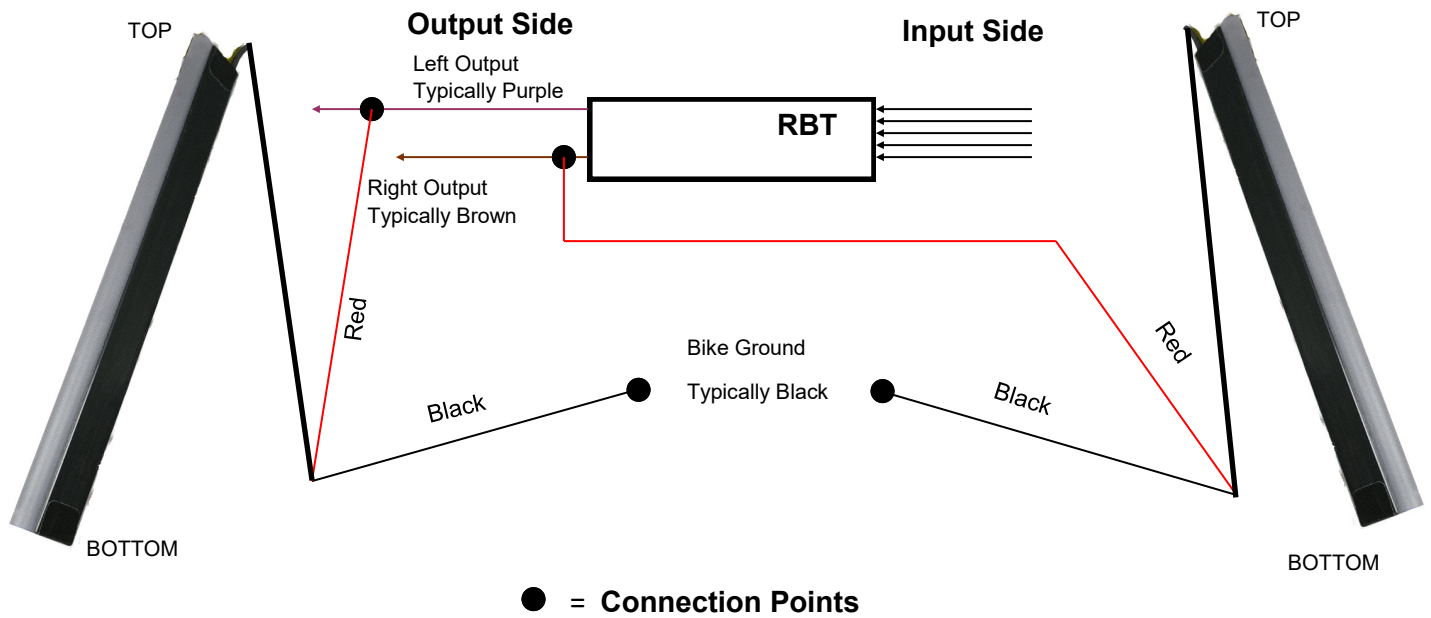 Output Side
Input Side
TOP
TOP
Left Output
Typically Purple
RBT
Right Output
Typically Brown
Red
Red
Bike Ground
Typically Black
Black
Black
BOTTOM
BOTTOM
= Connection Points